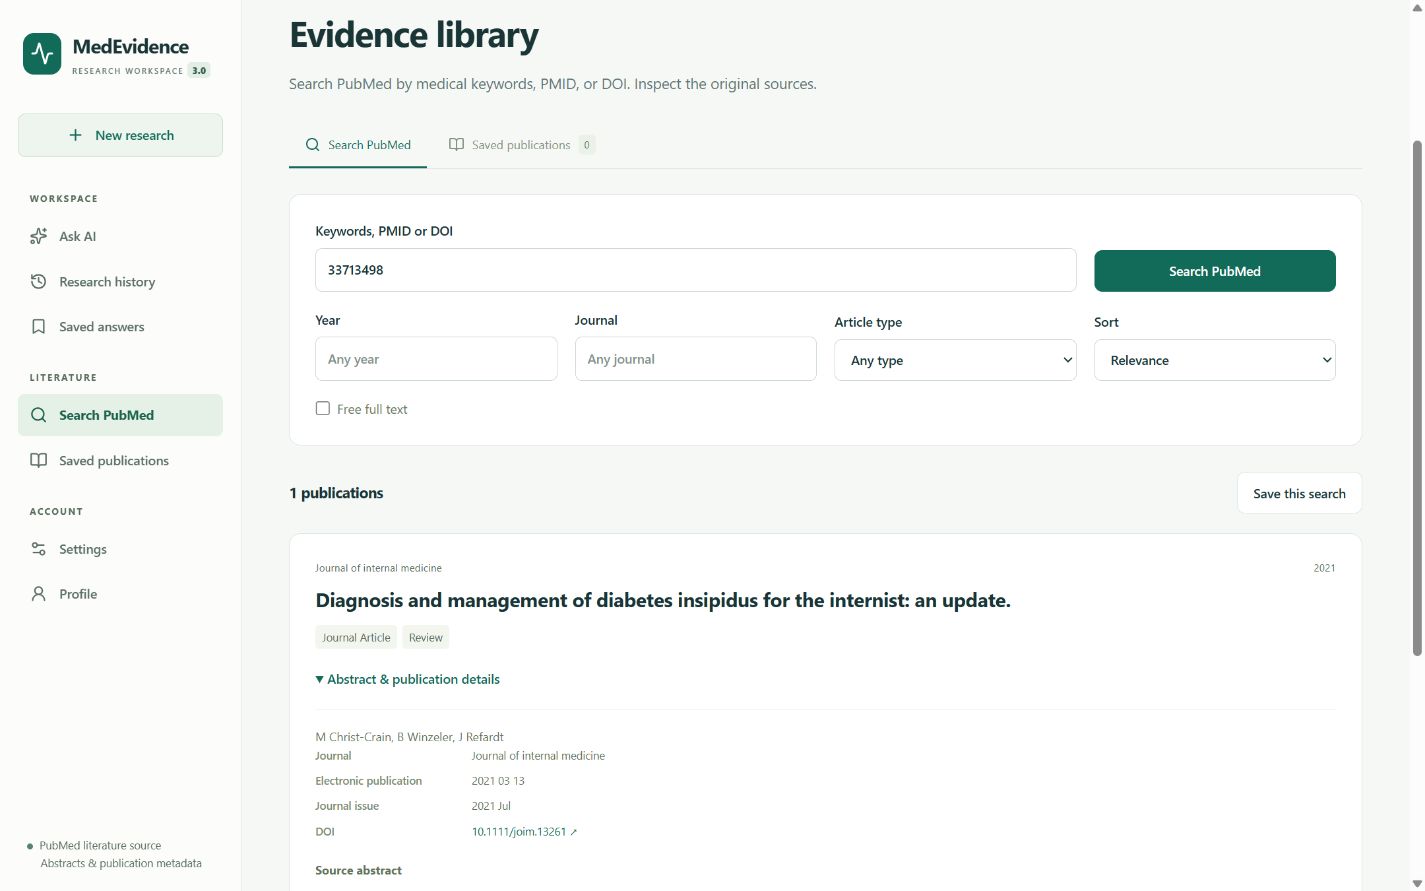 MedEvidence
RESEARCH WORKSPACE 3.0
New research
WORKSPACE
Ask AI
Research history
Saved answers
LITERATURE
Search PubMed
Saved publications
ACCOUNT
Settings
Profile
PubMed literature source
Abstracts & publication metadata
Evidence library
Search PubMed by medical keywords, PMID, or DOI. Inspect the original sources.
Search PubMed
Saved publications 0
Keywords, PMID or DOI
33713498
Search PubMed
Year
Journal
Article type
Sort
Any year
Any journal
Any type
Relevance
Free full text
1 publications
Save this search
Journal of internal medicine
2021
Diagnosis and management of diabetes insipidus for the internist: an update.
Journal Article
Review
▼ Abstract & publication details
M Christ-Crain, B Winzeler, J Refardt
Journal Journal of internal medicine
Electronic publication 2021 03 13
Journal issue 2021 Jul
DOI 10.1111/joim.13261 ↗
Source abstract